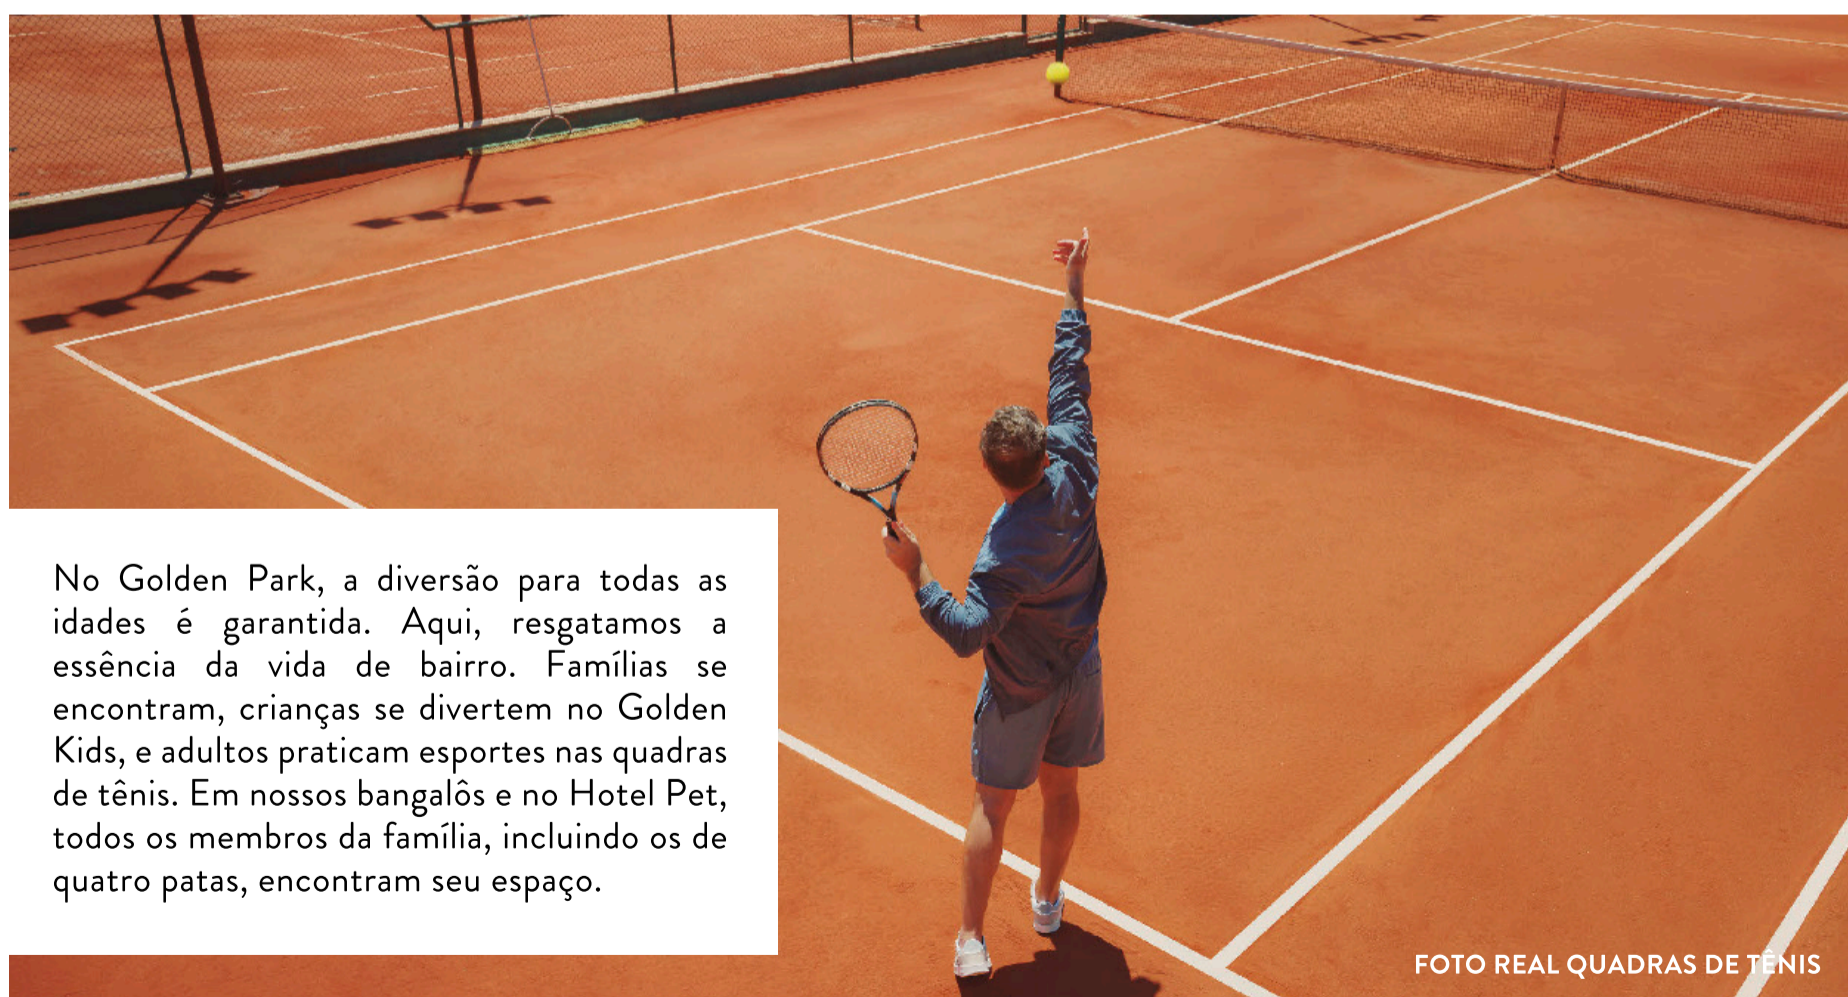 No Golden Park, a diversão para todas as
idades é garantida. Aqui, resgatamos a
essência da vida de bairro. Famílias se
encontram, crianças se divertem no Golden
Kids, e adultos praticam esportes nas quadras
de tênis. Em nossos bangalôs e no Hotel Pet,
todos os membros da família, incluindo os de
quatro patas, encontram seu espaço.
FOTO REAL QUADRAS DE TÊNIS